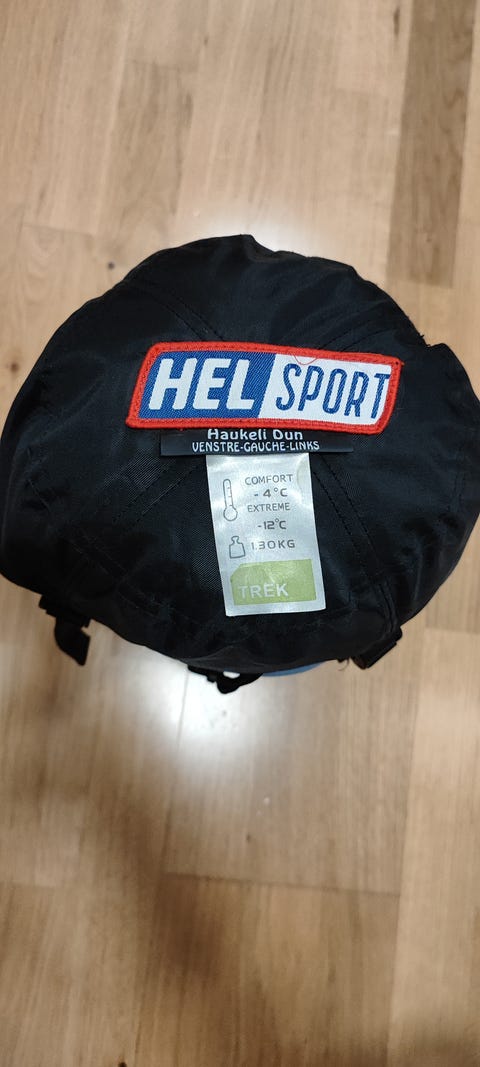 HEL SPORT
Haukeli Dun
VENSTRE-GAUCHE-LINKS
COMFORT
-4°C
EXTREME
-12°C
1.30KG
TREK